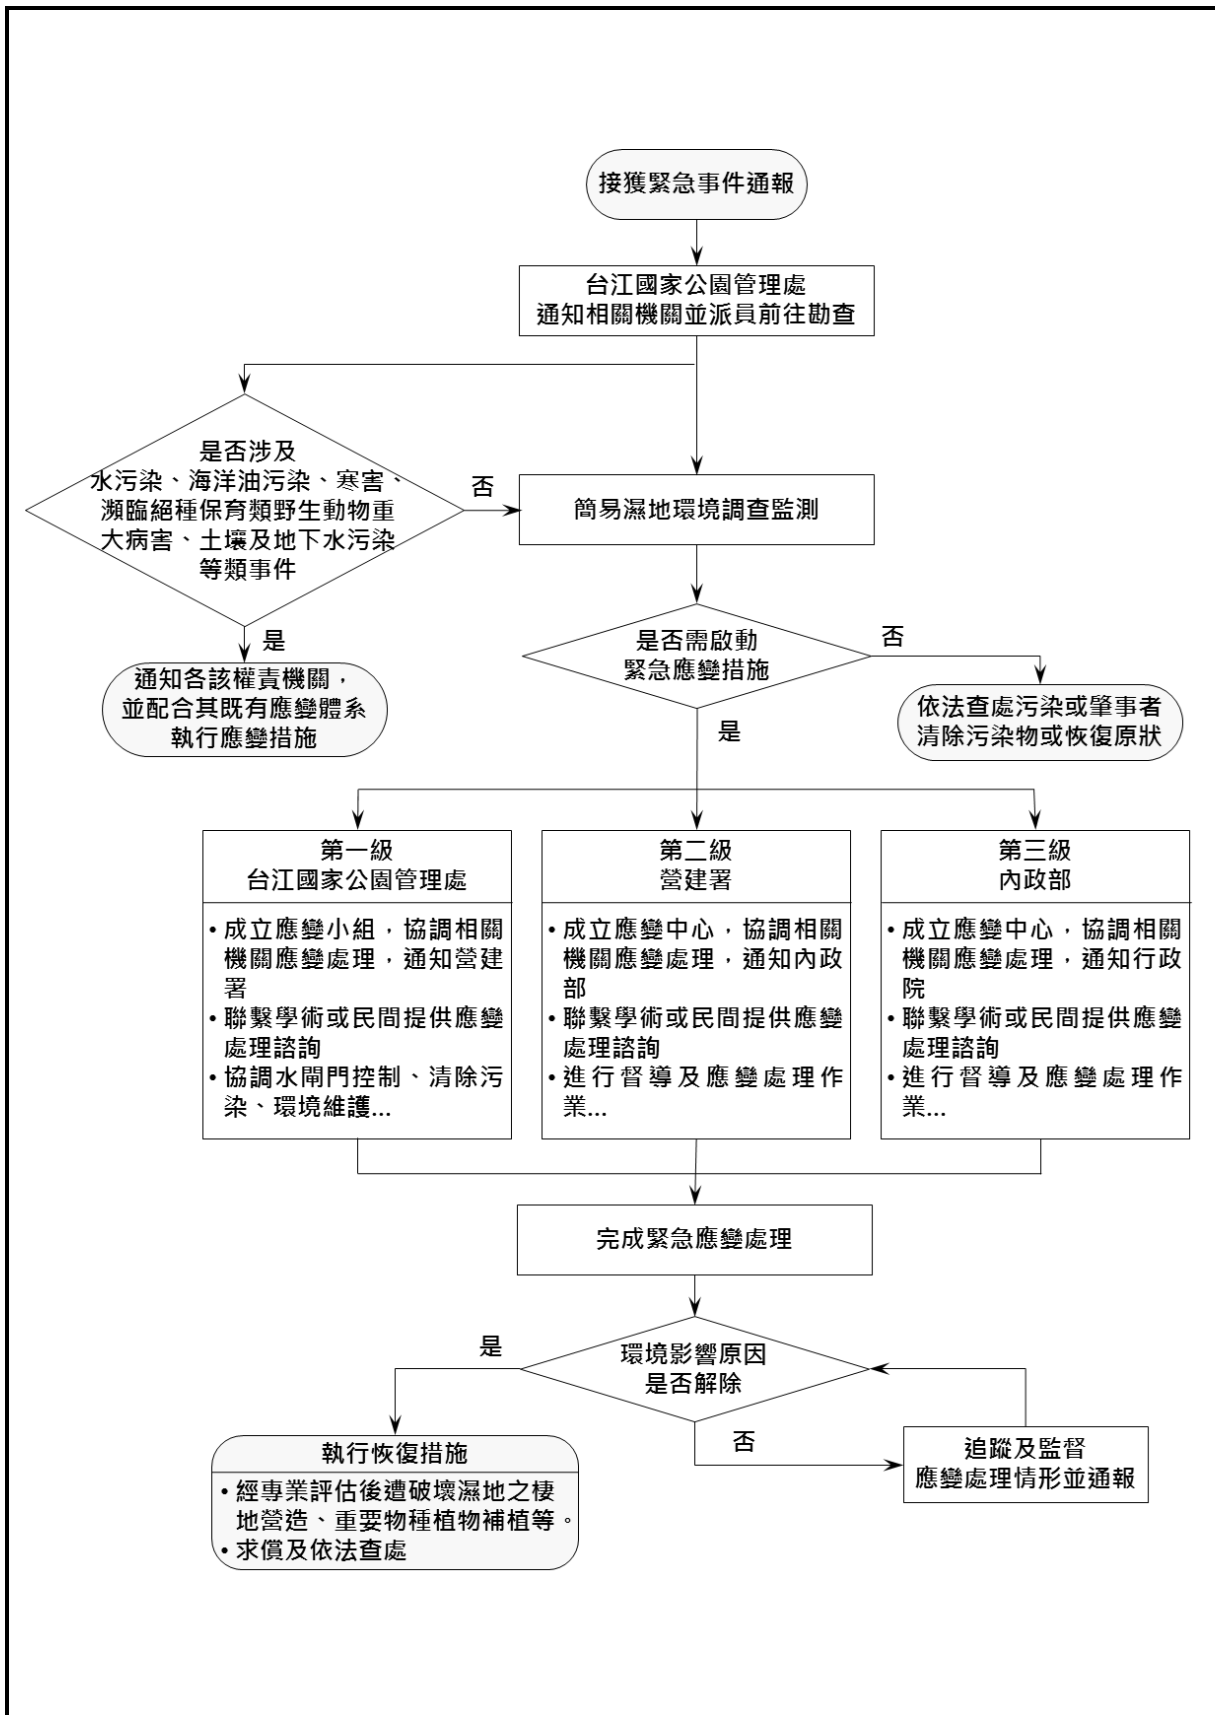 接獲緊急事件通報
台江國家公園管理處
通知相關機關並派員前往勘查
是否涉及
水污染、海洋油污染、寒害、
瀕臨絕種保育類野生動物重
大病害、土壤及地下水污染
等類事件
否
簡易濕地環境調查監測
是
通知各該權責機關，
並配合其既有應變體系
執行應變措施
是否需啟動
緊急應變措施
否
依法查處污染或肇事者
清除污染物或恢復原狀
是
第一級
台江國家公園管理處
• 成立應變小組，協調相關
機關應變處理，通知營建
署
• 聯繫學術或民間提供應變
處理諮詢
• 協調水閘門控制、清除污
染、環境維護...
第二級
營建署
• 成立應變中心，協調相關
機關應變處理，通知內政
部
• 聯繫學術或民間提供應變
處理諮詢
• 進行督導及應變處理作
業...
第三級
內政部
• 成立應變中心，協調相關
機關應變處理，通知行政
院
• 聯繫學術或民間提供應變
處理諮詢
• 進行督導及應變處理作
業...
完成緊急應變處理
環境影響原因
是否解除
是
否
追蹤及監督
應變處理情形並通報
執行恢復措施
• 經專業評估後遭破壞濕地之棲
地營造、重要物種植物補植等。
• 求償及依法查處